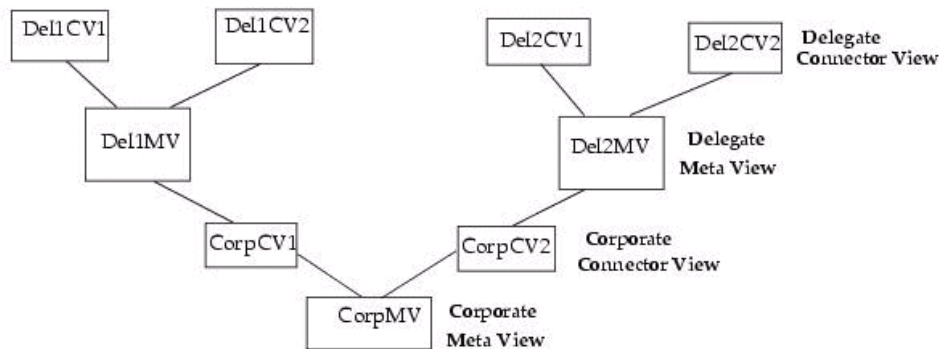 Del1CV1
Del1CV2
Del2CV1
Del2CV2
Delegate
Connector View
Del1MV
Del2MV
Delegate
Meta View
CorpCV1
CorpCV2
Corporate
Connector View
CorpMV
Corporate
Meta View